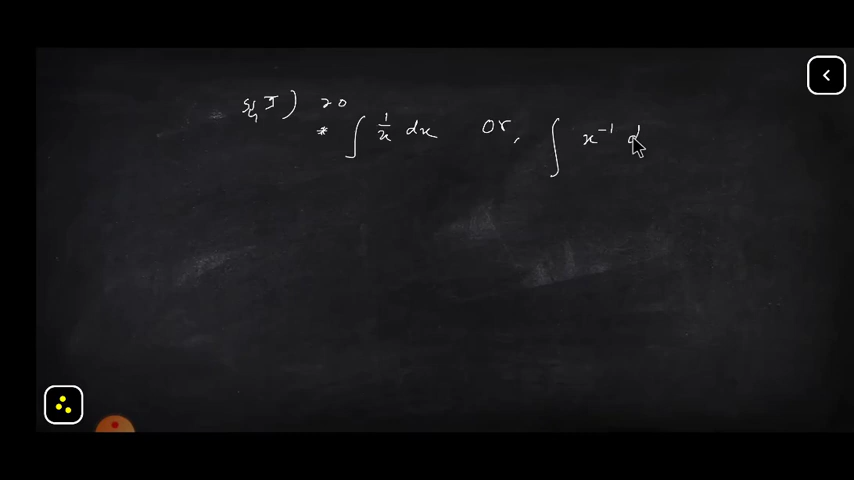 20
* ∫ 1/x dx or, ∫ x⁻¹ d